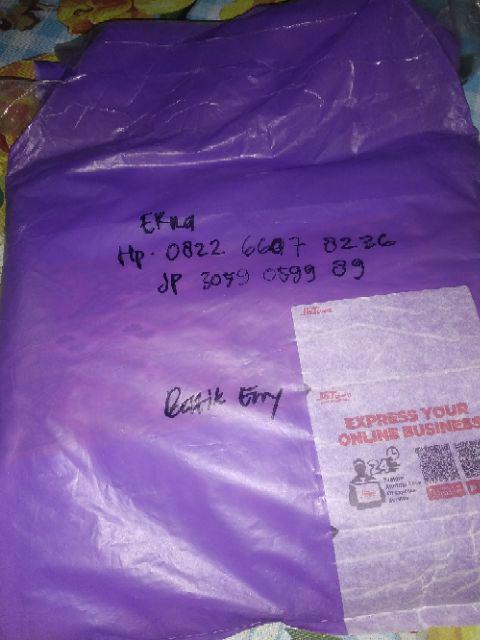 Ekna
Hp. 0822 6607 8236
JP 3059 0599 89
Batik Erry
J&T
J&T
EXPRESS YOUR
ONLINE BUSINESS